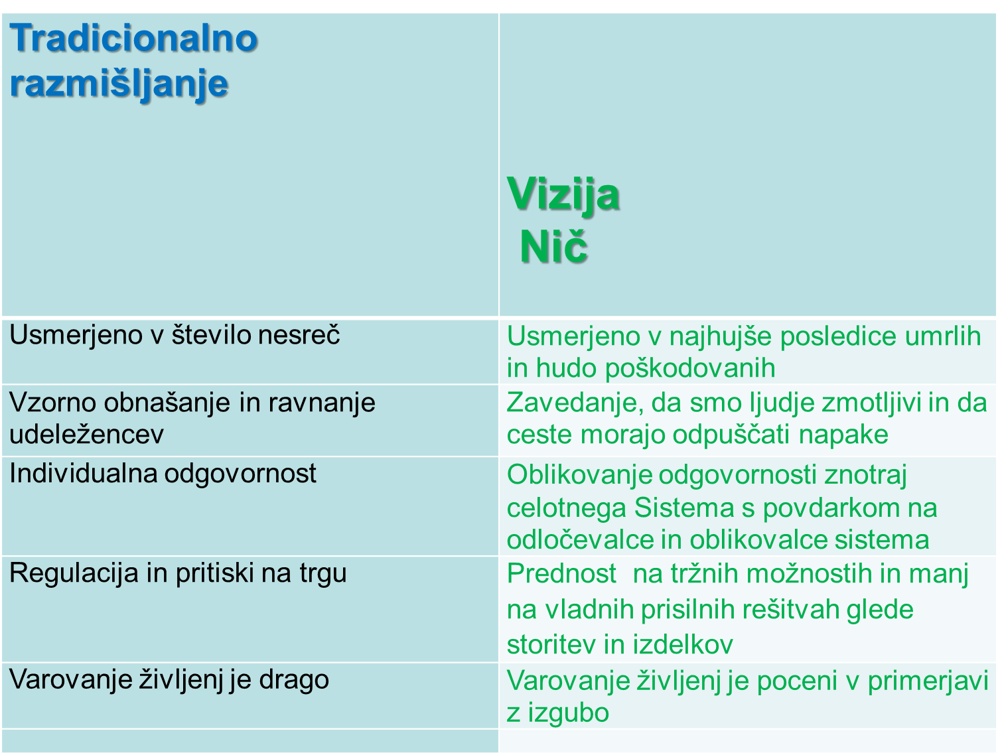 Tradicionalno
razmišljanje
Vizija
Nič
Usmerjeno v število nesreč
Usmerjeno v najhujše posledice umrlih
in hudo poškodovanih
Vzorno obnašanje in ravnanje
udeležencev
Zavedanje, da smo ljudje zmotljivi in da
ceste morajo odpuščati napake
Individualna odgovornost
Oblikovanje odgovornosti znotraj
celotnega Sistema s povdarkom na
odločevalce in oblikovalce sistema
Regulacija in pritiski na trgu
Prednost na tržnih možnostih in manj
na vladnih prisilnih rešitvah glede
storitev in izdelkov
Varovanje življenj je drago
Varovanje življenj je poceni v primerjavi
z izgubo